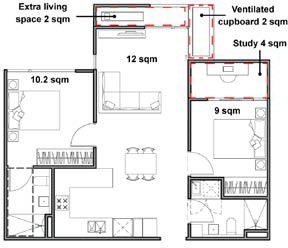 Extra living
space 2 sqm
Ventilated
cupboard 2 sqm
Study 4 sqm
12 sqm
10.2 sqm
9 sqm